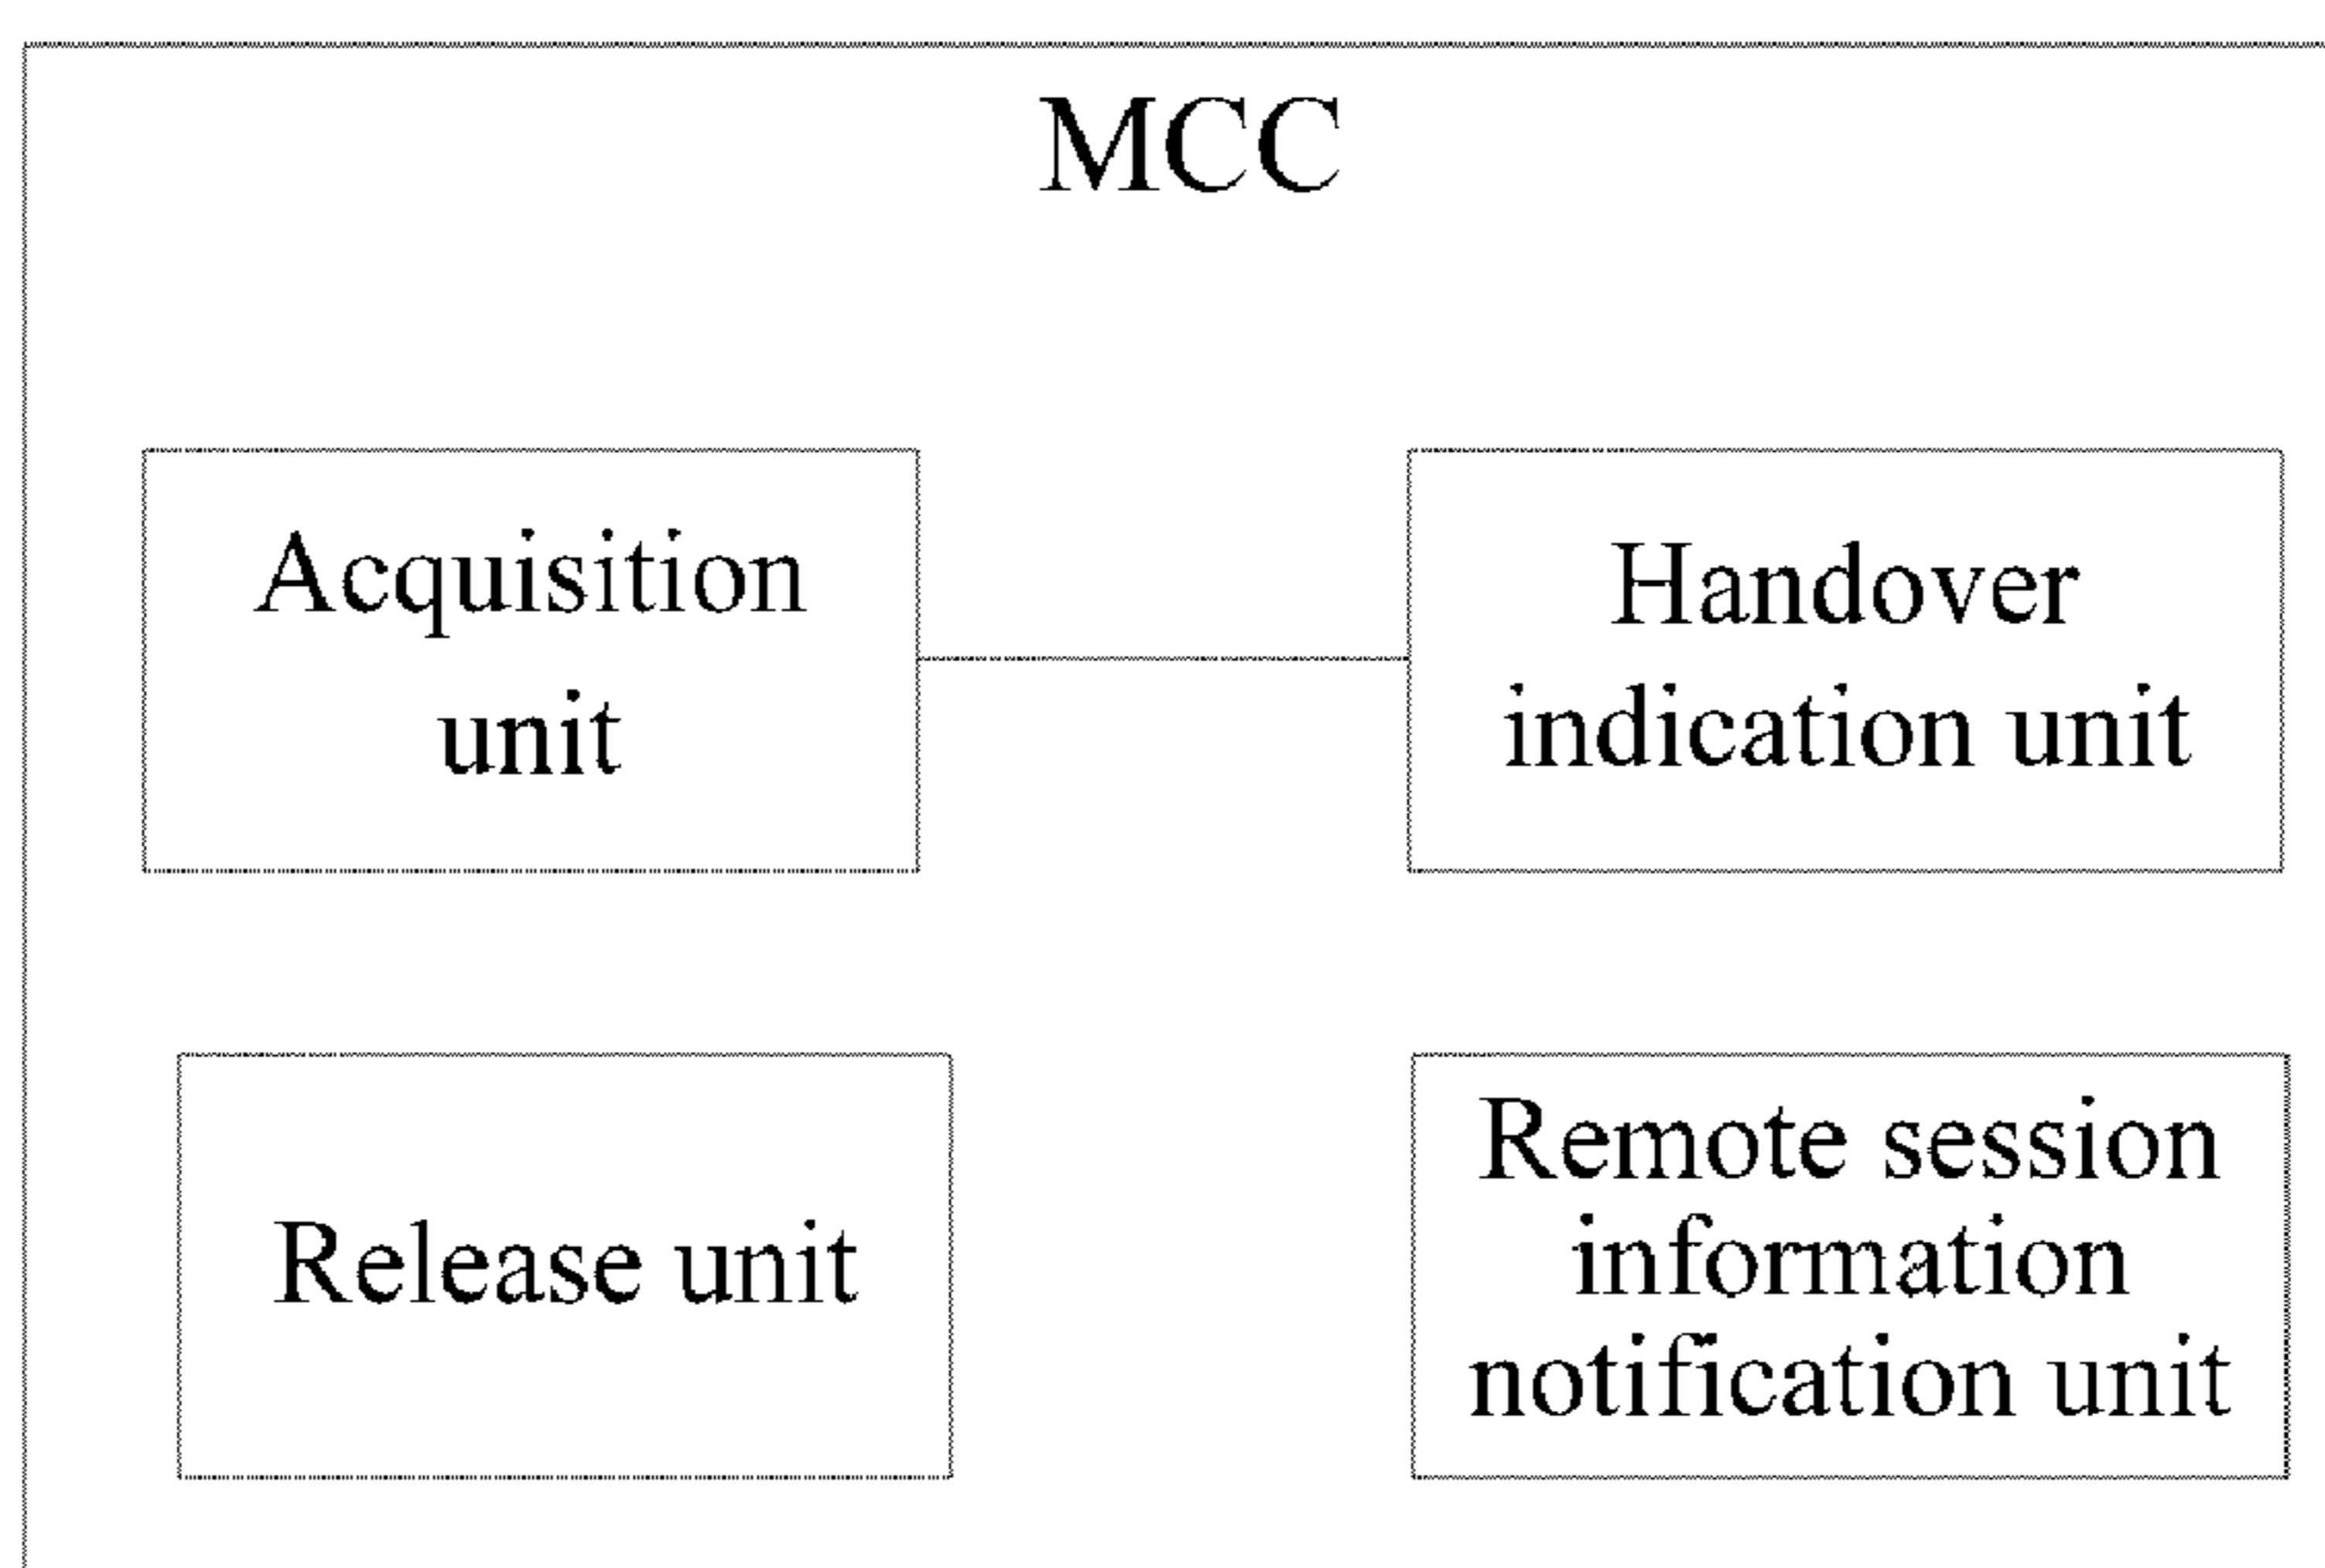 MCC
Acquisition
unit
Handover
indication unit
Release unit
Remote session
information
notification unit